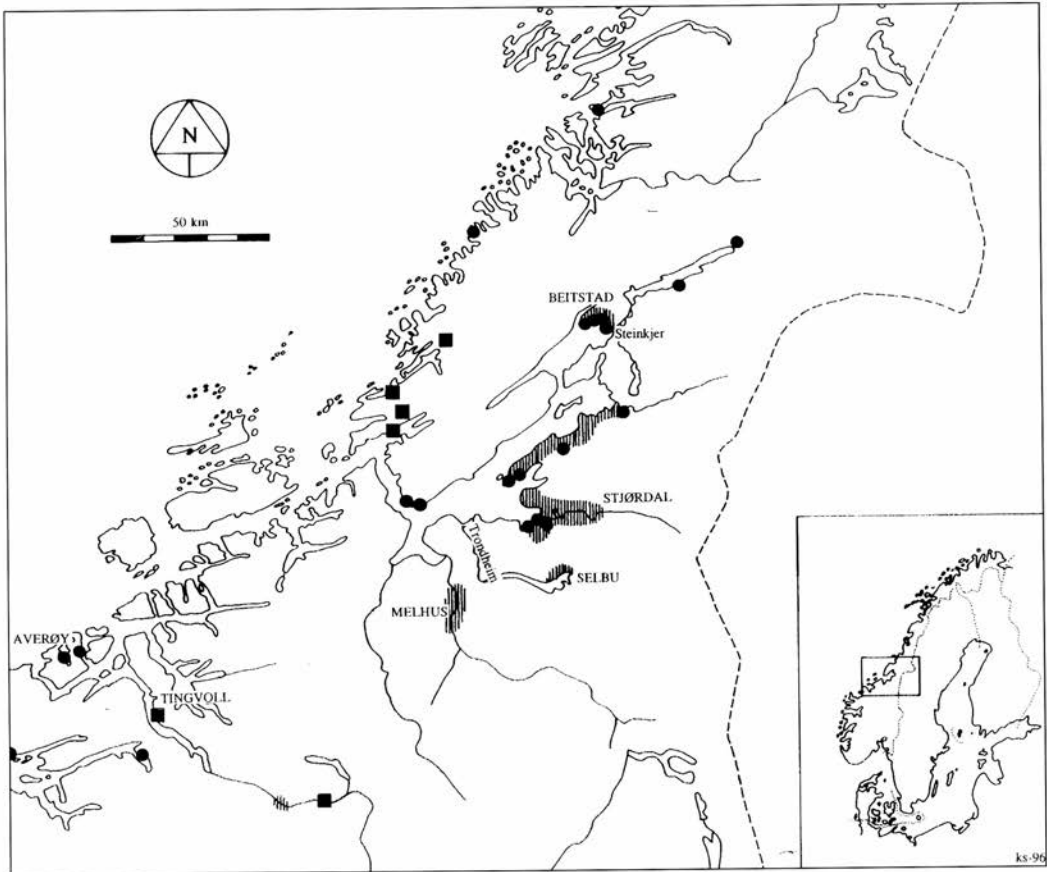 N
50 km
BEITSTAD
Steinkjer
STJØRDAL
Trondheim
SELBU
MELHUS
AVERØY
TINGVOLL
ks-96